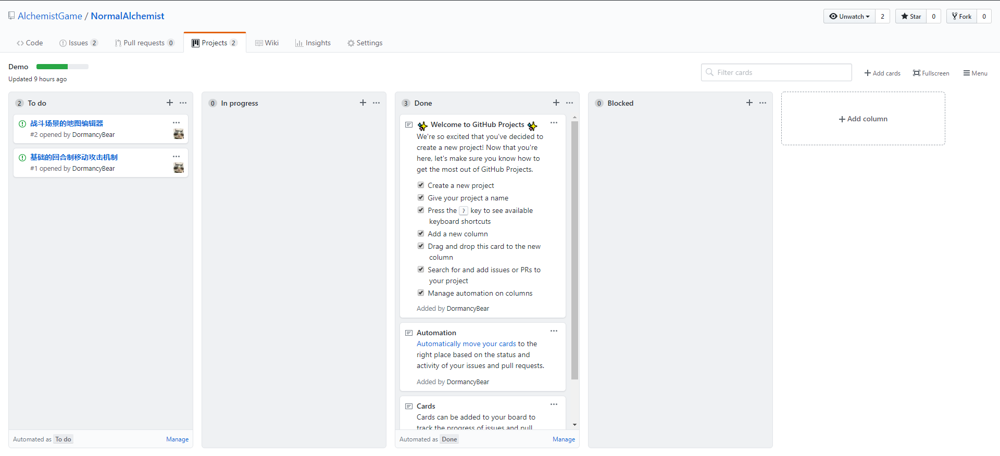 AlchemistGame / NormalAlchemist
Unwatch 2 Star 0 Fork 0
Code Issues 2 Pull requests 0 Projects 2 Wiki Insights Settings
Demo
Updated 9 hours ago
Filter cards
Add cards Fullscreen Menu
2 To do
战斗场景的地图编辑器
#2 opened by DormancyBear
基础的回合制移动攻击机制
#1 opened by DormancyBear
Automated as To do Manage
0 In progress
3 Done
Welcome to GitHub Projects
We're so excited that you've decided to
create a new project! Now that you're
here, let's make sure you know how to
get the most out of GitHub Projects.
Create a new project
Give your project a name
Press the ? key to see available
keyboard shortcuts
Add a new column
Drag and drop this card to the new
column
Search for and add issues or PRs to
your project
Manage automation on columns
Added by DormancyBear
Automation
Automatically move your cards to the
right place based on the status and
activity of your issues and pull requests.
Added by DormancyBear
Cards
Cards can be added to your board to
track the progress of issues and pull
Automated as Done Manage
0 Blocked
Add column